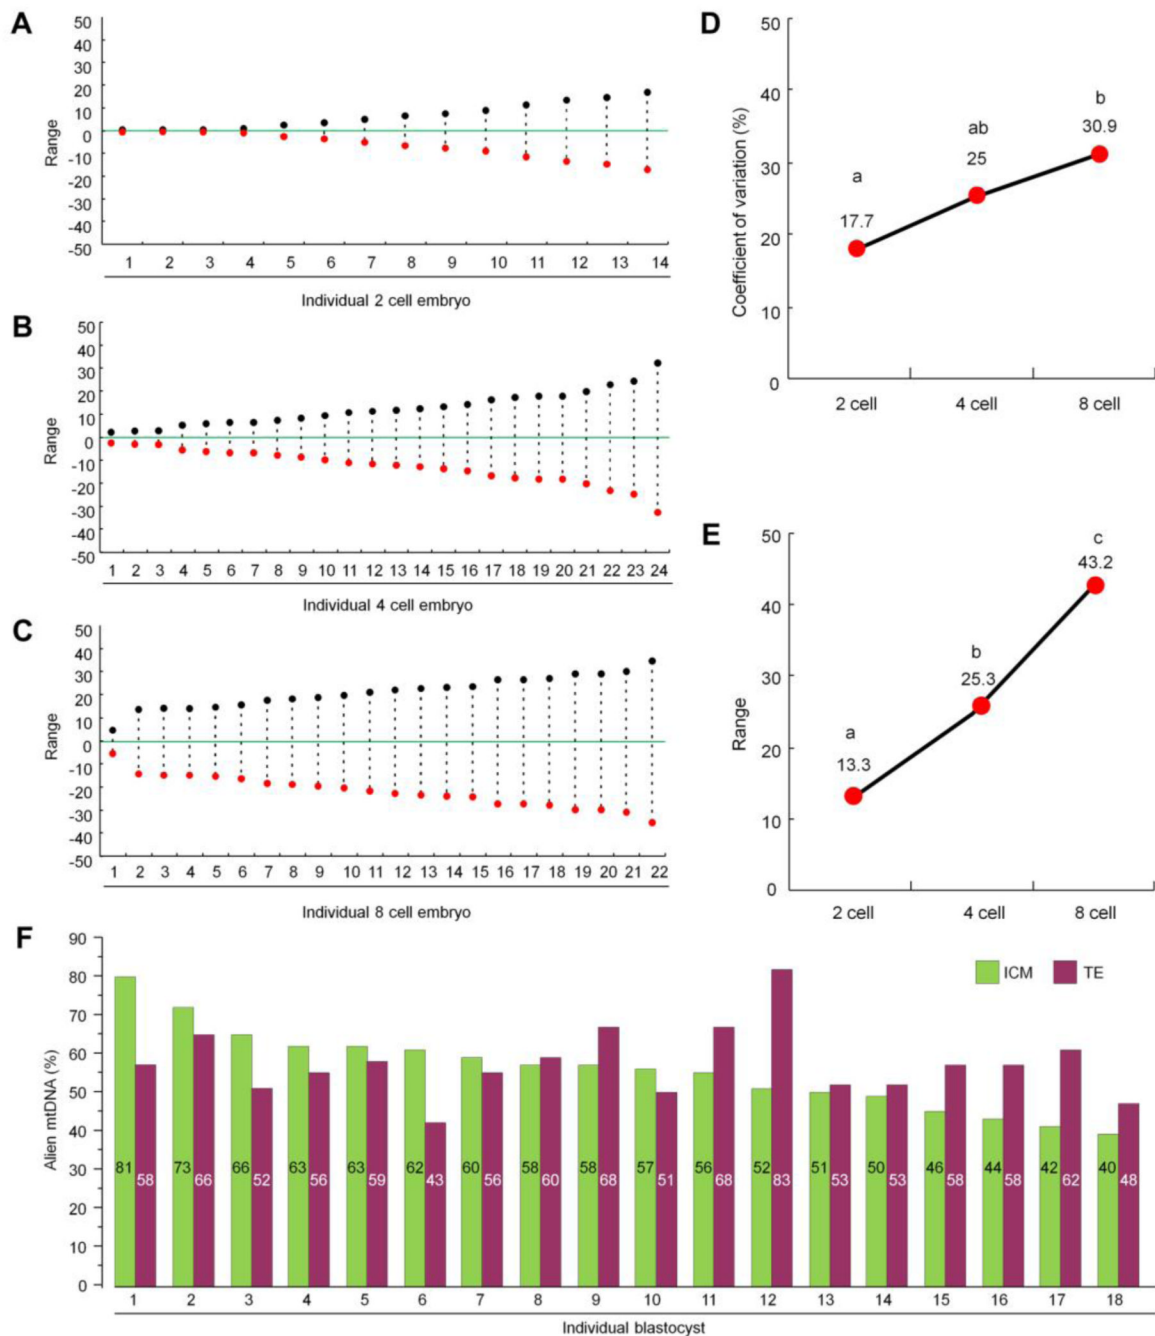 A
50
40
30
20
10
0
-10
-20
-30
-40
-50
Range
1 2 3 4 5 6 7 8 9 10 11 12 13 14
Individual 2 cell embryo
B
50
40
30
20
10
0
-10
-20
-30
-40
-50
Range
1 2 3 4 5 6 7 8 9 10 11 12 13 14 15 16 17 18 19 20 21 22 23 24
Individual 4 cell embryo
C
50
40
30
20
10
0
-10
-20
-30
-40
-50
Range
1 2 3 4 5 6 7 8 9 10 11 12 13 14 15 16 17 18 19 20 21 22
Individual 8 cell embryo
D
50
40
30
20
10
0
Coefficient of variation (%)
a
17.7
ab
25
b
30.9
2 cell 4 cell 8 cell
E
50
40
30
20
10
0
Range
a
13.3
b
25.3
c
43.2
2 cell 4 cell 8 cell
F
90
80
70
60
50
40
30
20
10
0
Alien mtDNA (%)
ICM TE
81 58 73 66 66 52 63 56 63 59 62 43 60 56 58 60 58 68 57 51 56 68 52 83 51 53 50 53 46 58 44 58 42 62 40 48
1 2 3 4 5 6 7 8 9 10 11 12 13 14 15 16 17 18
Individual blastocyst